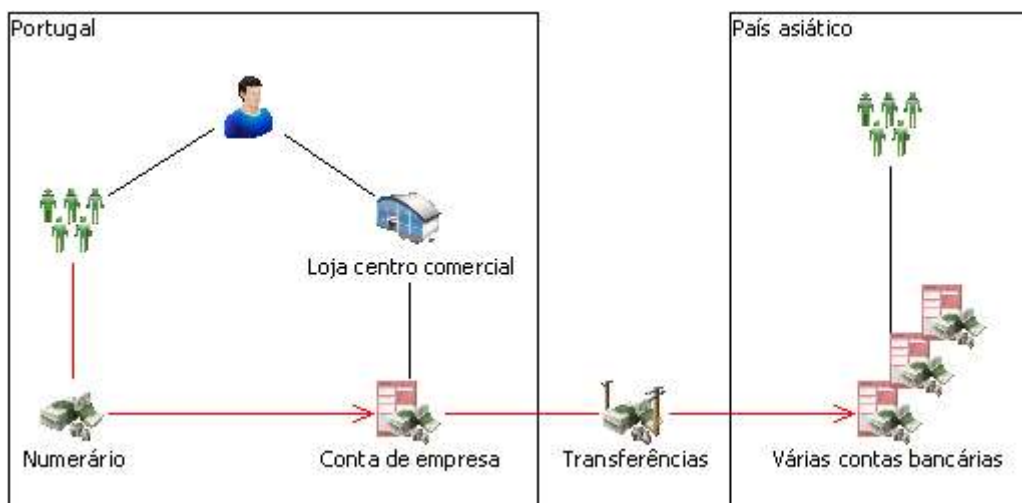 Portugal
País asiático
Loja centro comercial
Numerário
Conta de empresa
Transferências
Várias contas bancárias